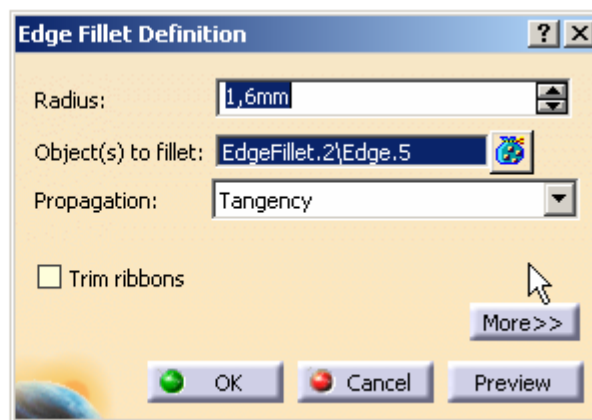 Edge Fillet Definition ? X
Radius: 1,6mm
Object(s) to fillet: EdgeFillet.2\Edge.5
Propagation: Tangency
Trim ribbons
More>>
OK Cancel Preview